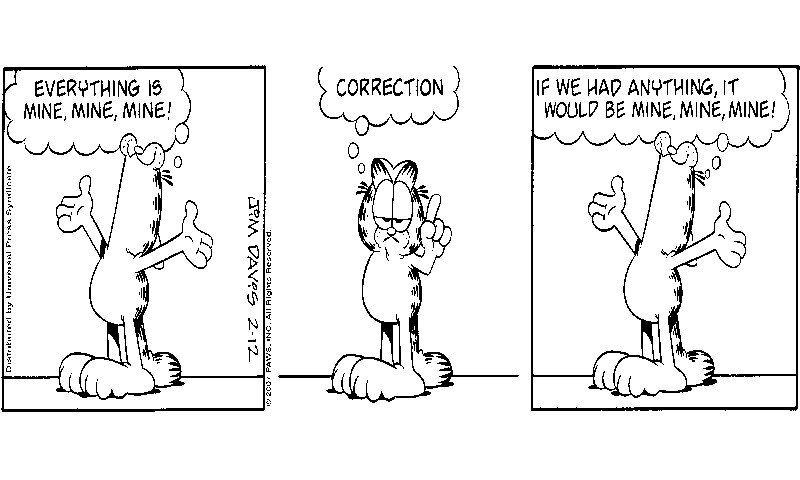 EVERYTHING IS
MINE, MINE, MINE!
Distributed by Universal Press Syndicate
JIM DAVIS 2·12
© 2007 PAWS, INC. All Rights Reserved.
CORRECTION
IF WE HAD ANYTHING, IT
WOULD BE MINE, MINE, MINE!